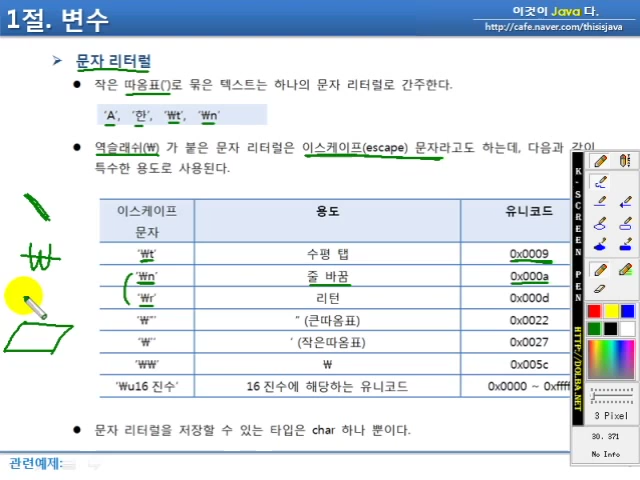 1절. 변수
이것이 Java 다.
http://cafe.naver.com/thisisjava
문자 리터럴
작은 따옴표(')로 묶은 텍스트는 하나의 문자 리터럴로 간주한다.
'A', '한', '₩t', '₩n'
역슬래쉬(₩) 가 붙은 문자 리터럴은 이스케이프(escape) 문자라고도 하는데, 다음과 같이
특수한 용도로 사용된다.
이스케이프 문자 용도 유니코드
'₩t' 수평 탭 0x0009
'₩n' 줄 바꿈 0x000a
'₩r' 리턴 0x000d
'₩"' " (큰따옴표) 0x0022
'₩'' ' (작은따옴표) 0x0027
'₩₩' ₩ 0x005c
'₩u16 진수' 16 진수에 해당하는 유니코드 0x0000 ~ 0xffff
문자 리터럴을 저장할 수 있는 타입은 char 하나 뿐이다.
관련예제:
\
₩
K-SCREEN PEN
HTTP://DOLBA.NET
3 Pixel
30. 371
No Info